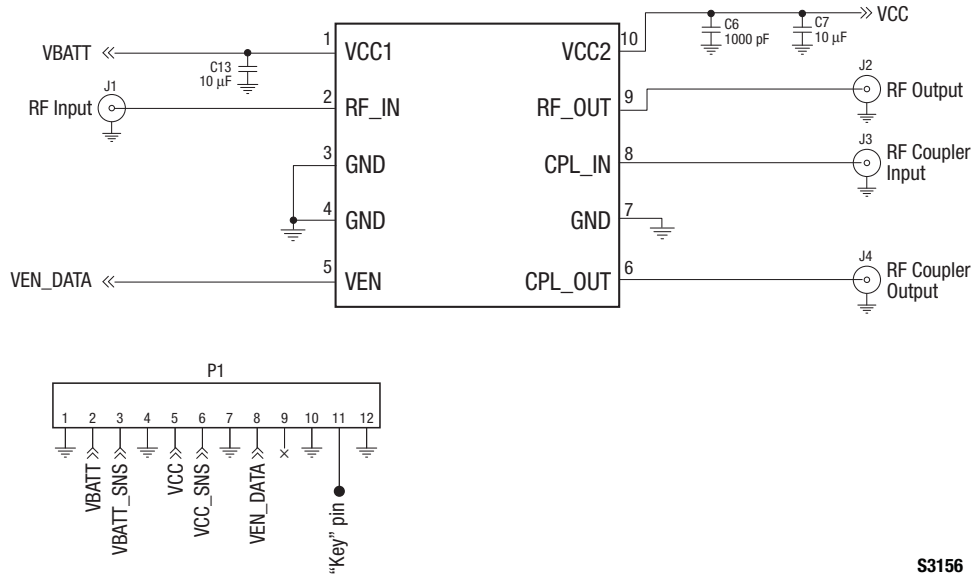 VCC
C6
1000 pF
C7
10 μF
VBATT
C13
10 μF
1
VCC1
VCC2
10
J1
RF Input
2
RF_IN
RF_OUT
9
J2
RF Output
3
GND
CPL_IN
8
J3
RF Coupler
Input
4
GND
GND
7
VEN_DATA
5
VEN
CPL_OUT
6
J4
RF Coupler
Output
P1
1 2 3 4 5 6 7 8 9 10 11 12
VBATT
VBATT_SNS
VCC
VCC_SNS
VEN_DATA
"Key" pin
S3156